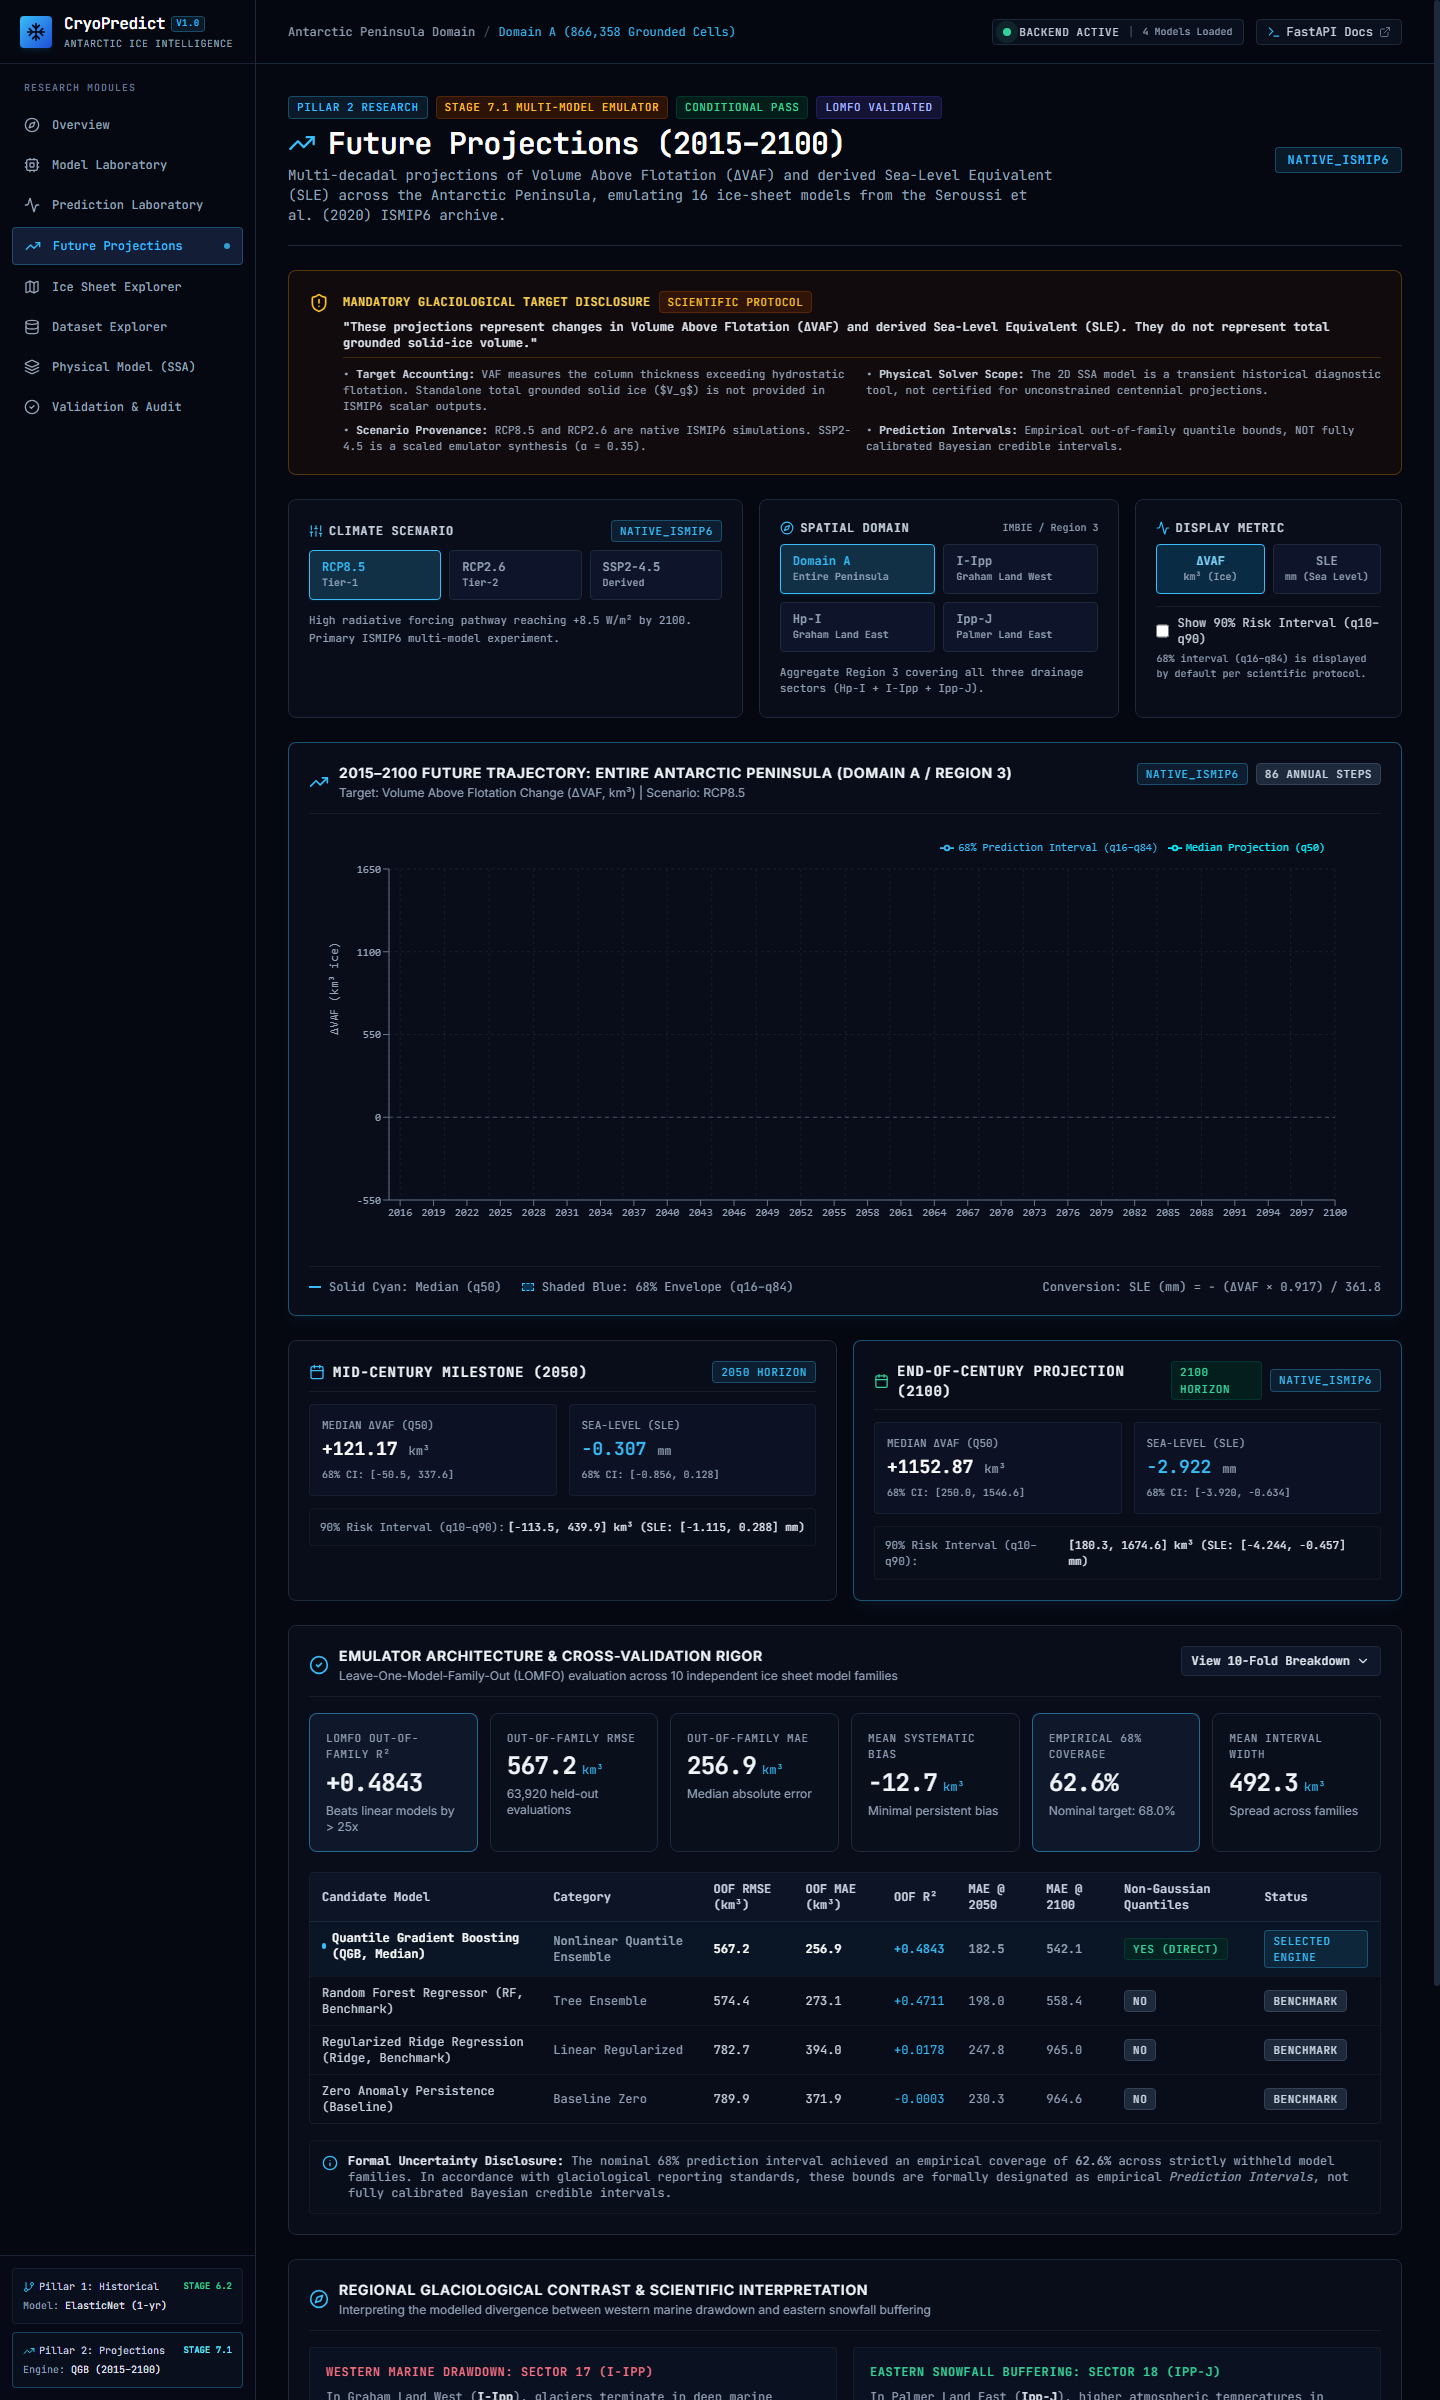 CryoPredict V1.0
ANTARCTIC ICE INTELLIGENCE
RESEARCH MODULES
Overview
Model Laboratory
Prediction Laboratory
Future Projections
Ice Sheet Explorer
Dataset Explorer
Physical Model (SSA)
Validation & Audit
Pillar 1: Historical STAGE 6.2
Model: ElasticNet (1-yr)
Pillar 2: Projections STAGE 7.1
Engine: QGB (2015-2100)
Antarctic Peninsula Domain / Domain A (866,358 Grounded Cells)
BACKEND ACTIVE | 4 Models Loaded
FastAPI Docs
PILLAR 2 RESEARCH
STAGE 7.1 MULTI-MODEL EMULATOR
CONDITIONAL PASS
LOMFO VALIDATED
Future Projections (2015–2100)
NATIVE_ISMIP6
Multi-decadal projections of Volume Above Flotation (ΔVAF) and derived Sea-Level Equivalent
(SLE) across the Antarctic Peninsula, emulating 16 ice-sheet models from the Seroussi et
al. (2020) ISMIP6 archive.
MANDATORY GLACIOLOGICAL TARGET DISCLOSURE SCIENTIFIC PROTOCOL
"These projections represent changes in Volume Above Flotation (ΔVAF) and derived Sea-Level Equivalent (SLE). They do not represent total
grounded solid-ice volume."
• Target Accounting: VAF measures the column thickness exceeding hydrostatic
flotation. Standalone total grounded solid ice ($V_g$) is not provided in
ISMIP6 scalar outputs.
• Physical Solver Scope: The 2D SSA model is a transient historical diagnostic
tool, not certified for unconstrained centennial projections.
• Scenario Provenance: RCP8.5 and RCP2.6 are native ISMIP6 simulations. SSP2-
4.5 is a scaled emulator synthesis (α = 0.35).
• Prediction Intervals: Empirical out-of-family quantile bounds, NOT fully
calibrated Bayesian credible intervals.
CLIMATE SCENARIO NATIVE_ISMIP6
RCP8.5
Tier-1
RCP2.6
Tier-2
SSP2-4.5
Derived
High radiative forcing pathway reaching +8.5 W/m² by 2100.
Primary ISMIP6 multi-model experiment.
SPATIAL DOMAIN IMBIE / Region 3
Domain A
Entire Peninsula
I-Ipp
Graham Land West
Hp-I
Graham Land East
Ipp-J
Palmer Land East
Aggregate Region 3 covering all three drainage
sectors (Hp-I + I-Ipp + Ipp-J).
DISPLAY METRIC
ΔVAF
km³ (Ice)
SLE
mm (Sea Level)
Show 90% Risk Interval (q10–
q90)
68% interval (q16–q84) is displayed
by default per scientific protocol.
2015–2100 FUTURE TRAJECTORY: ENTIRE ANTARCTIC PENINSULA (DOMAIN A / REGION 3)
Target: Volume Above Flotation Change (ΔVAF, km³) | Scenario: RCP8.5
NATIVE_ISMIP6
86 ANNUAL STEPS
68% Prediction Interval (q16-q84)
Median Projection (q50)
ΔVAF (km³ ice)
1650
1100
550
0
-550
2016 2019 2022 2025 2028 2031 2034 2037 2040 2043 2046 2049 2052 2055 2058 2061 2064 2067 2070 2073 2076 2079 2082 2085 2088 2091 2094 2097 2100
Solid Cyan: Median (q50)
Shaded Blue: 68% Envelope (q16-q84)
Conversion: SLE (mm) = - (ΔVAF × 0.917) / 361.8
MID-CENTURY MILESTONE (2050) 2050 HORIZON
MEDIAN ΔVAF (Q50)
+121.17 km³
68% CI: [-50.5, 337.6]
SEA-LEVEL (SLE)
-0.307 mm
68% CI: [-0.856, 0.128]
90% Risk Interval (q10-q90): [-113.5, 439.9] km³ (SLE: [-1.115, 0.288] mm)
END-OF-CENTURY PROJECTION
(2100)
2100
HORIZON
NATIVE_ISMIP6
MEDIAN ΔVAF (Q50)
+1152.87 km³
68% CI: [250.0, 1546.6]
SEA-LEVEL (SLE)
-2.922 mm
68% CI: [-3.920, -0.634]
90% Risk Interval (q10-
q90):
[180.3, 1674.6] km³ (SLE: [-4.244, -0.457]
mm)
EMULATOR ARCHITECTURE & CROSS-VALIDATION RIGOR
Leave-One-Model-Family-Out (LOMFO) evaluation across 10 independent ice sheet model families
View 10-Fold Breakdown
LOMFO OUT-OF-
FAMILY R²
+0.4843
Beats linear models by
> 25x
OUT-OF-FAMILY RMSE
567.2 km³
63,920 held-out
evaluations
OUT-OF-FAMILY MAE
256.9 km³
Median absolute error
MEAN SYSTEMATIC
BIAS
-12.7 km³
Minimal persistent bias
EMPIRICAL 68%
COVERAGE
62.6%
Nominal target: 68.0%
MEAN INTERVAL
WIDTH
492.3 km³
Spread across families
Candidate Model Category OOF RMSE (km³) OOF MAE (km³) OOF R² MAE @ 2050 MAE @ 2100 Non-Gaussian Quantiles Status
Quantile Gradient Boosting (QGB, Median) Nonlinear Quantile Ensemble 567.2 256.9 +0.4843 182.5 542.1 YES (DIRECT) SELECTED ENGINE
Random Forest Regressor (RF, Benchmark) Tree Ensemble 574.4 273.1 +0.4711 198.0 558.4 NO BENCHMARK
Regularized Ridge Regression (Ridge, Benchmark) Linear Regularized 782.7 394.0 +0.0178 247.8 965.0 NO BENCHMARK
Zero Anomaly Persistence (Baseline) Baseline Zero 789.9 371.9 -0.0003 230.3 964.6 NO BENCHMARK
Formal Uncertainty Disclosure: The nominal 68% prediction interval achieved an empirical coverage of 62.6% across strictly withheld model
families. In accordance with glaciological reporting standards, these bounds are formally designated as empirical Prediction Intervals, not
fully calibrated Bayesian credible intervals.
REGIONAL GLACIOLOGICAL CONTRAST & SCIENTIFIC INTERPRETATION
Interpreting the modelled divergence between western marine drawdown and eastern snowfall buffering
WESTERN MARINE DRAWDOWN: SECTOR 17 (I-IPP)
In Graham Land West (I-Ipp), glaciers terminate in deep marine
EASTERN SNOWFALL BUFFERING: SECTOR 18 (IPP-J)
In Palmer Land East (Ipp-J), higher atmospheric temperatures in